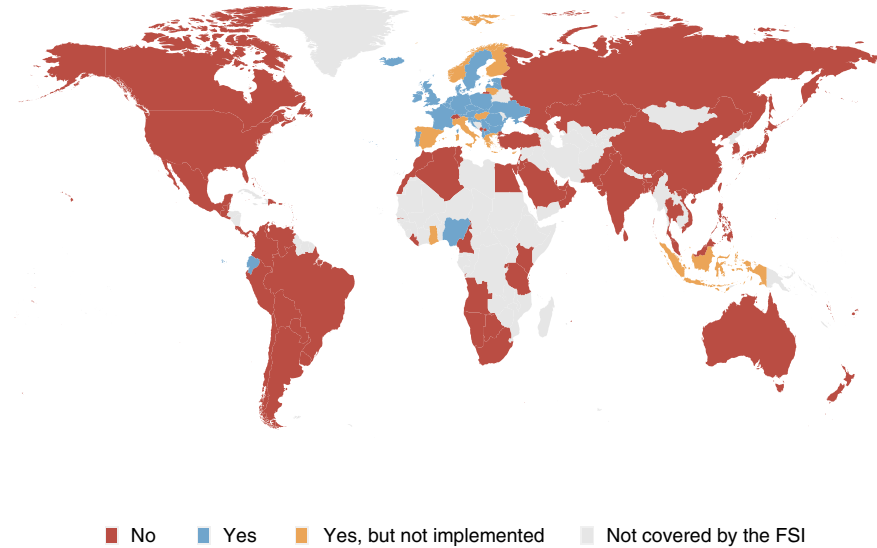 No Yes Yes, but not implemented Not covered by the FSI